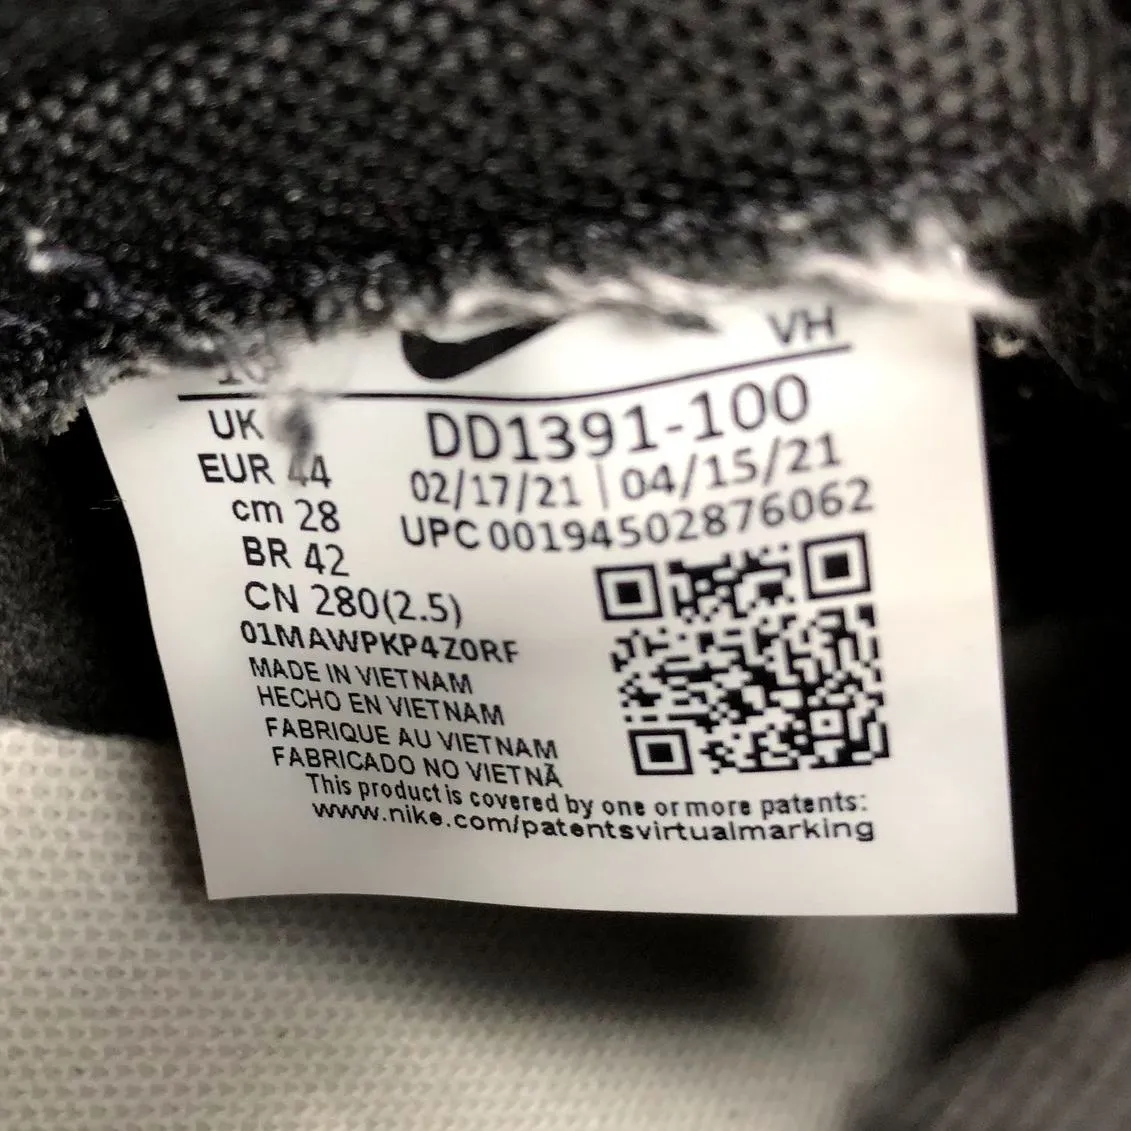 10
VH
UK
DD1391-100
EUR 44
02/17/21 | 04/15/21
cm 28
UPC 00194502876062
BR 42
CN 280(2.5)
01MAWPKP4Z0RF
MADE IN VIETNAM
HECHO EN VIETNAM
FABRIQUE AU VIETNAM
FABRICADO NO VIETNÃ
This product is covered by one or more patents:
www.nike.com/patentsvirtualmarking